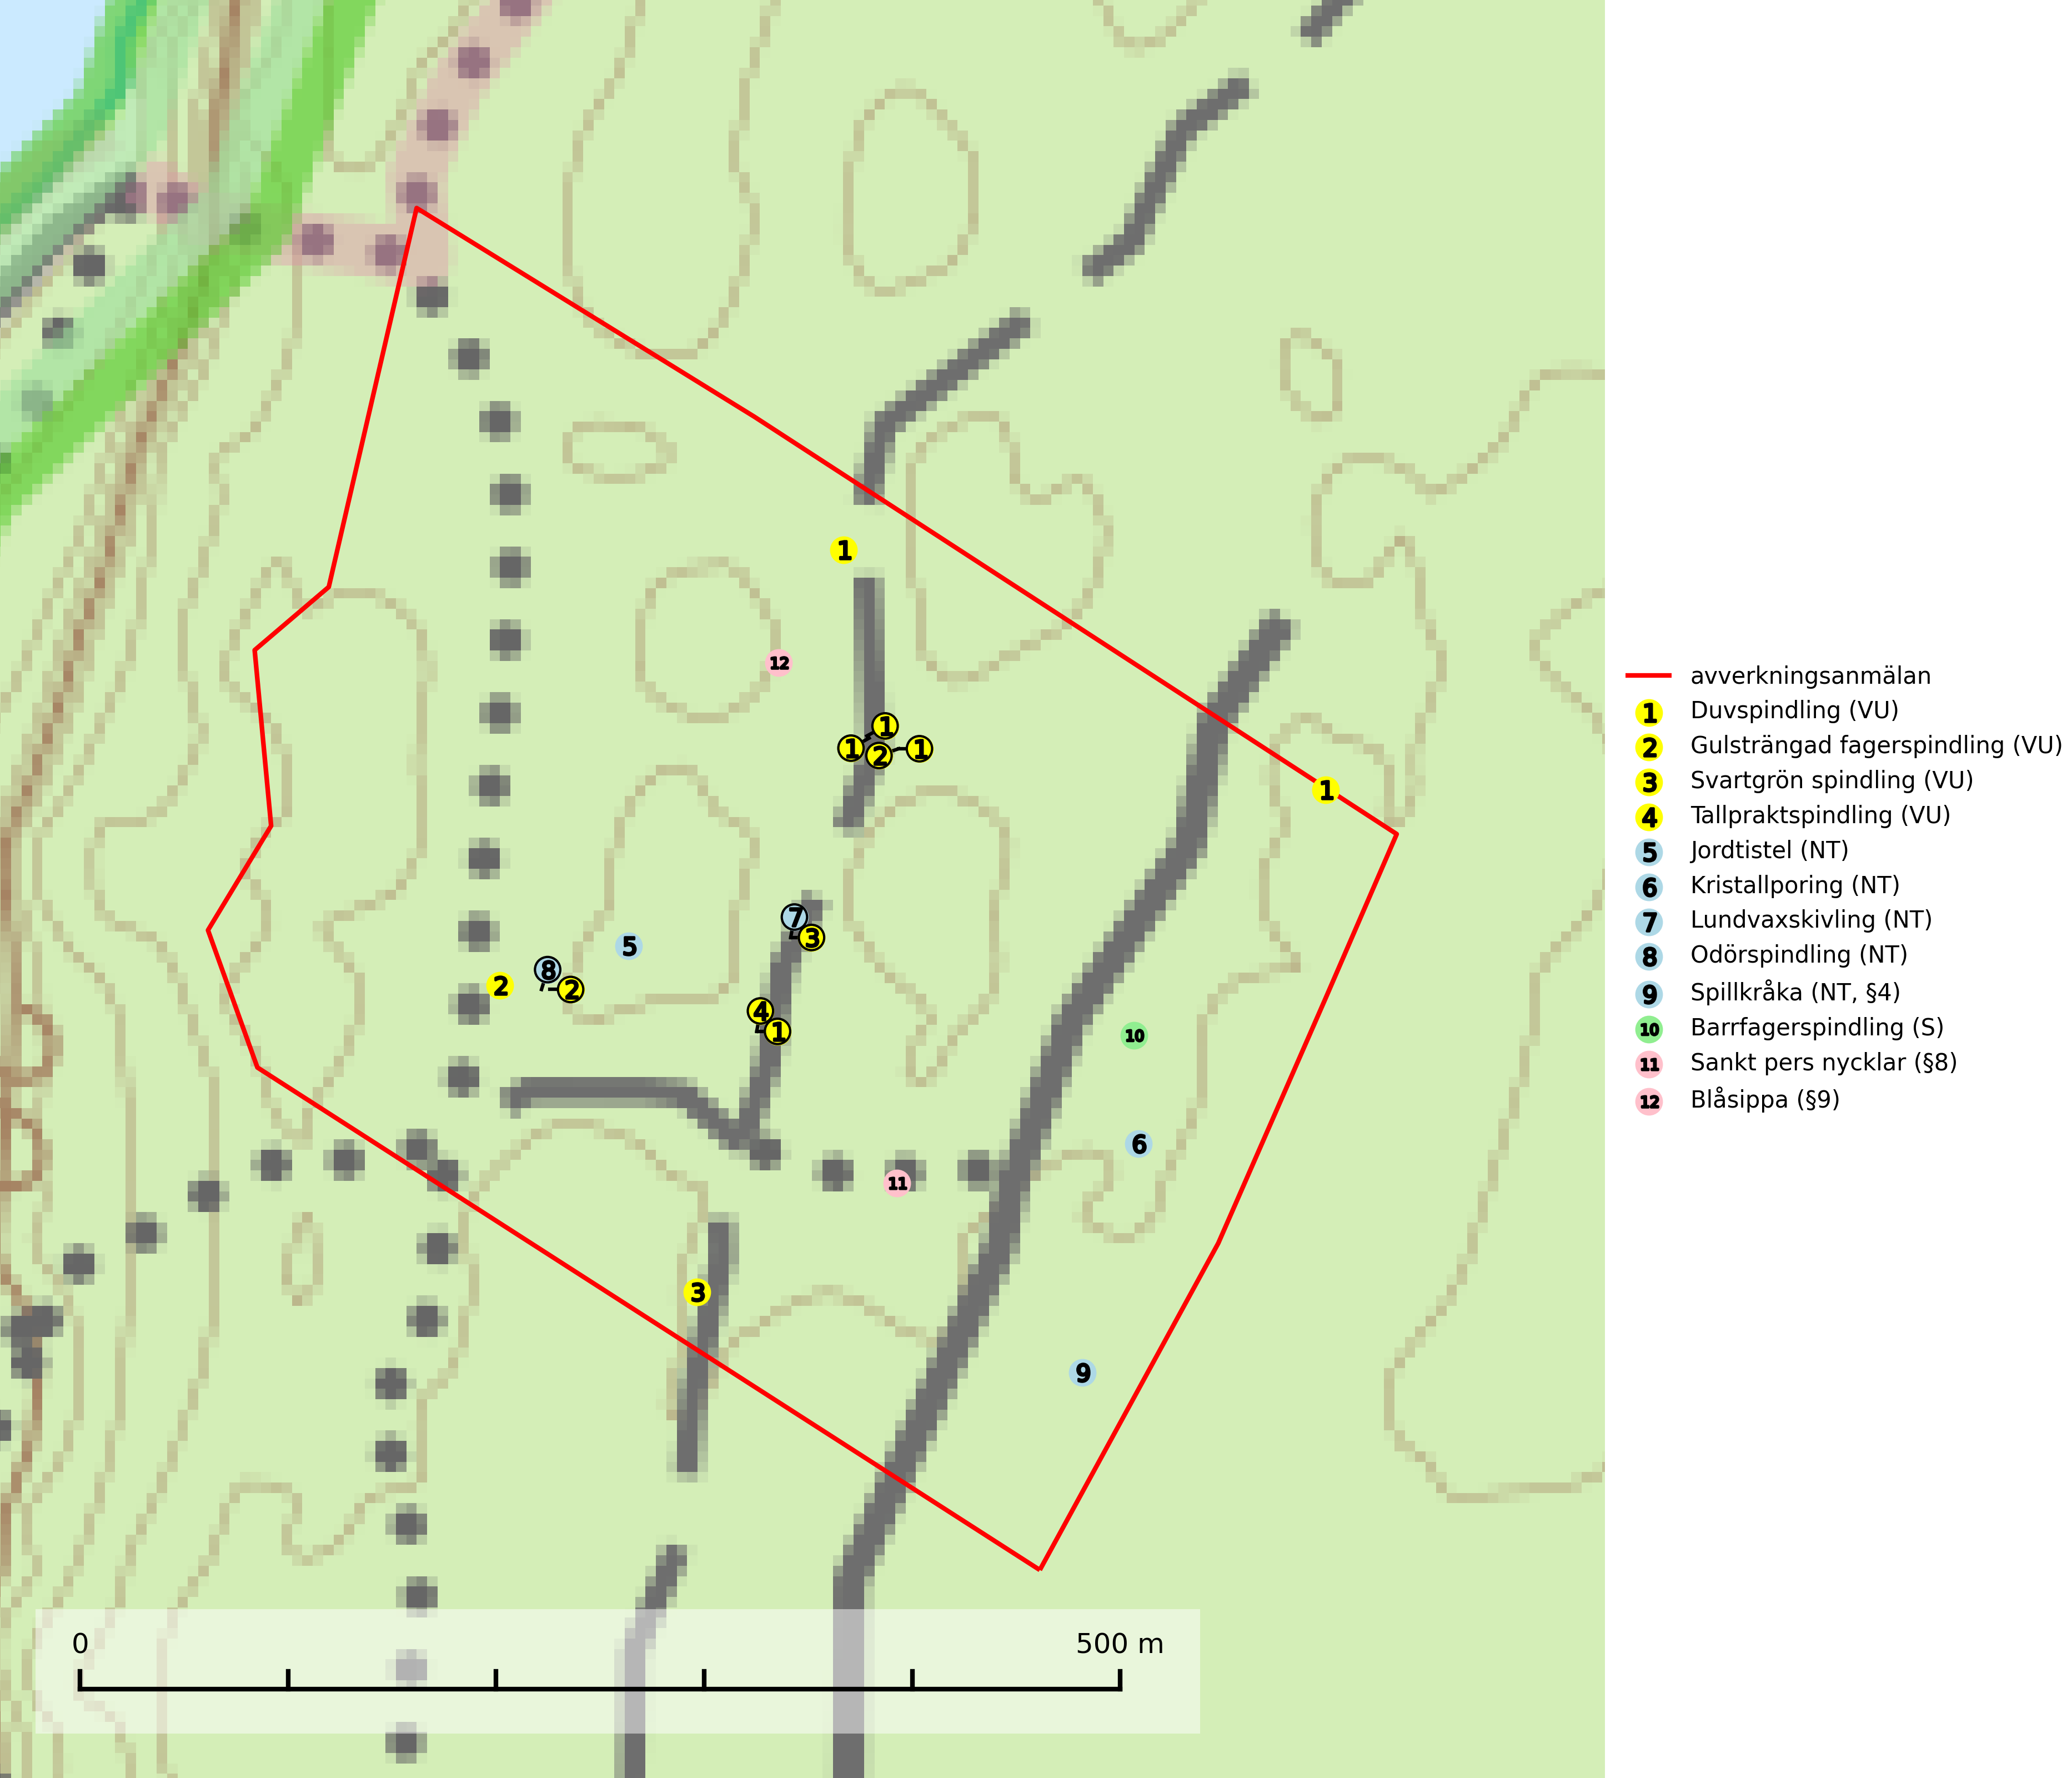 1
12
1
1
2
1
1
7
3
5
8
2
2
4
1
10
6
11
3
9
0
500 m
avverkningsanmälan
1 Duvspindling (VU)
2 Gulsträngad fagerspindling (VU)
3 Svartgrön spindling (VU)
4 Tallpraktspindling (VU)
5 Jordtistel (NT)
6 Kristallporing (NT)
7 Lundvaxskivling (NT)
8 Odörspindling (NT)
9 Spillkråka (NT, §4)
10 Barrfagerspindling (S)
11 Sankt pers nycklar (§8)
12 Blåsippa (§9)